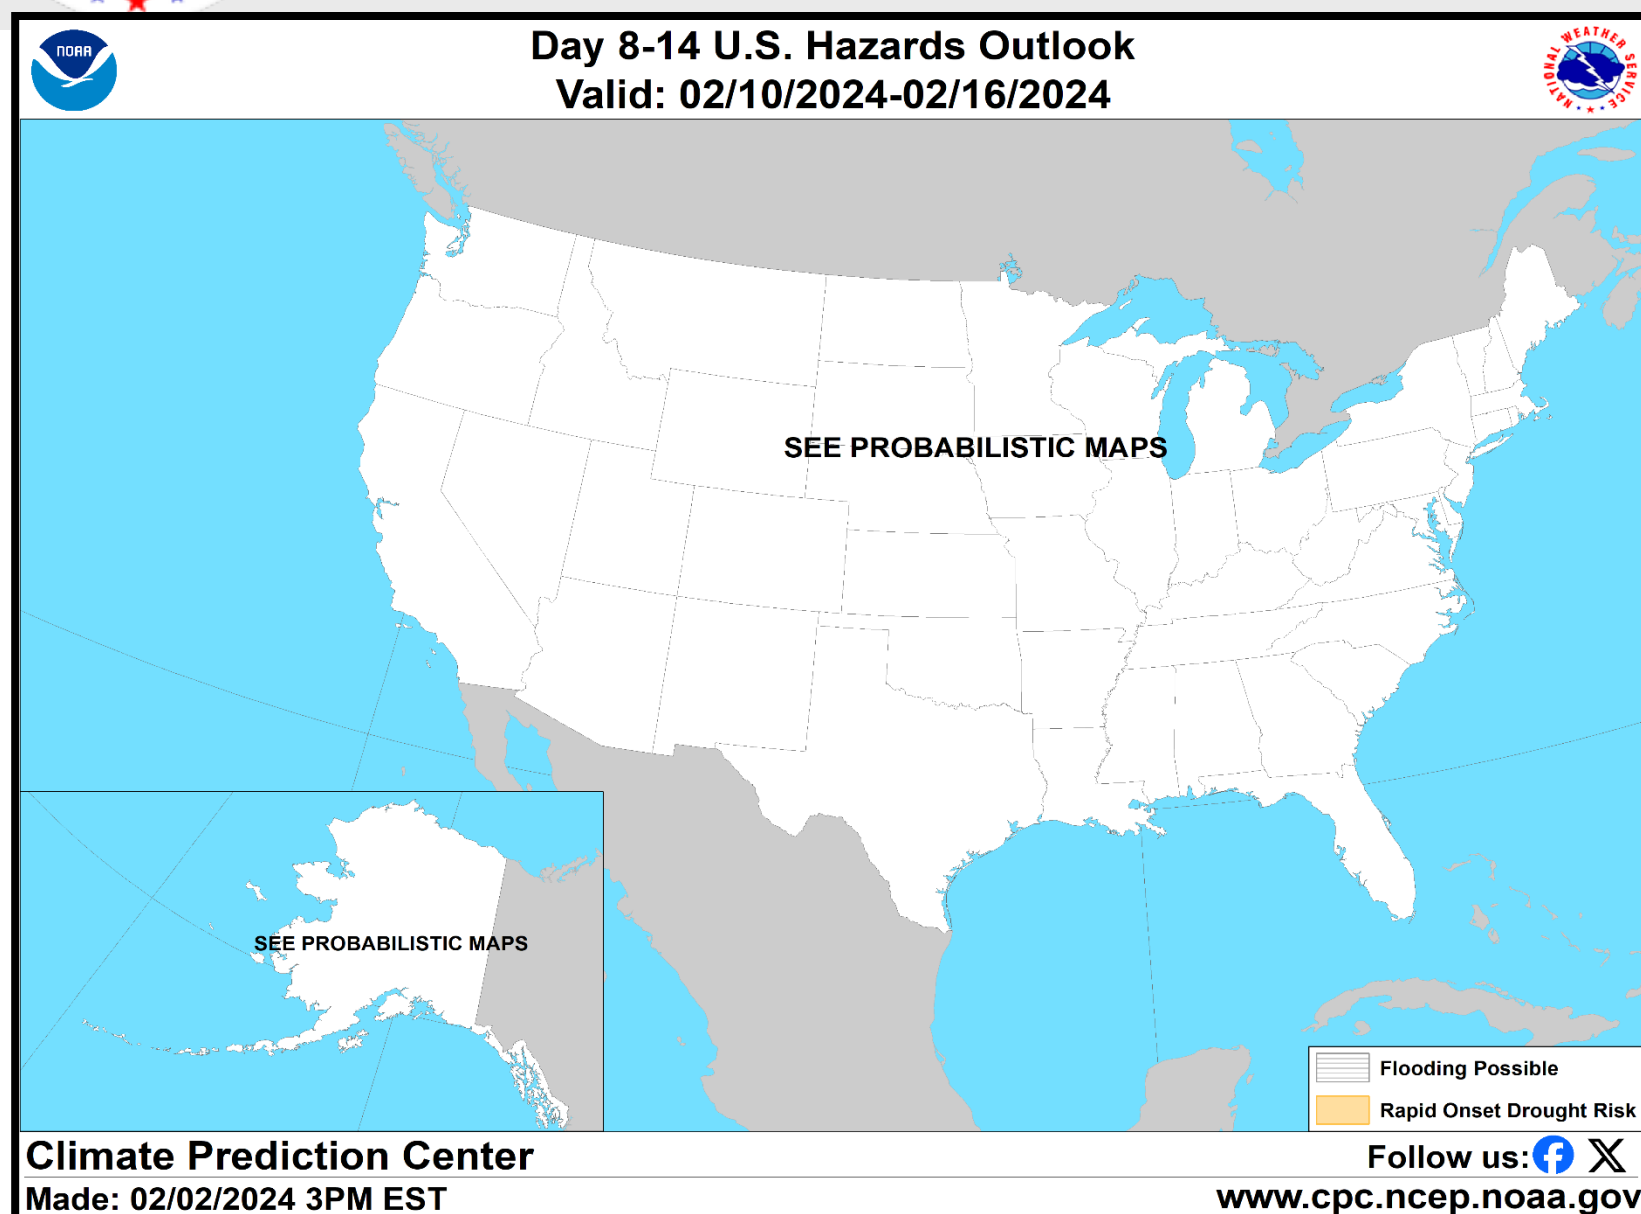 NOAA
Day 8-14 U.S. Hazards Outlook
Valid: 02/10/2024-02/16/2024
NATIONAL WEATHER SERVICE
SEE PROBABILISTIC MAPS
SEE PROBABILISTIC MAPS
Flooding Possible
Rapid Onset Drought Risk
Climate Prediction Center
Follow us:
Made: 02/02/2024 3PM EST
www.cpc.ncep.noaa.gov